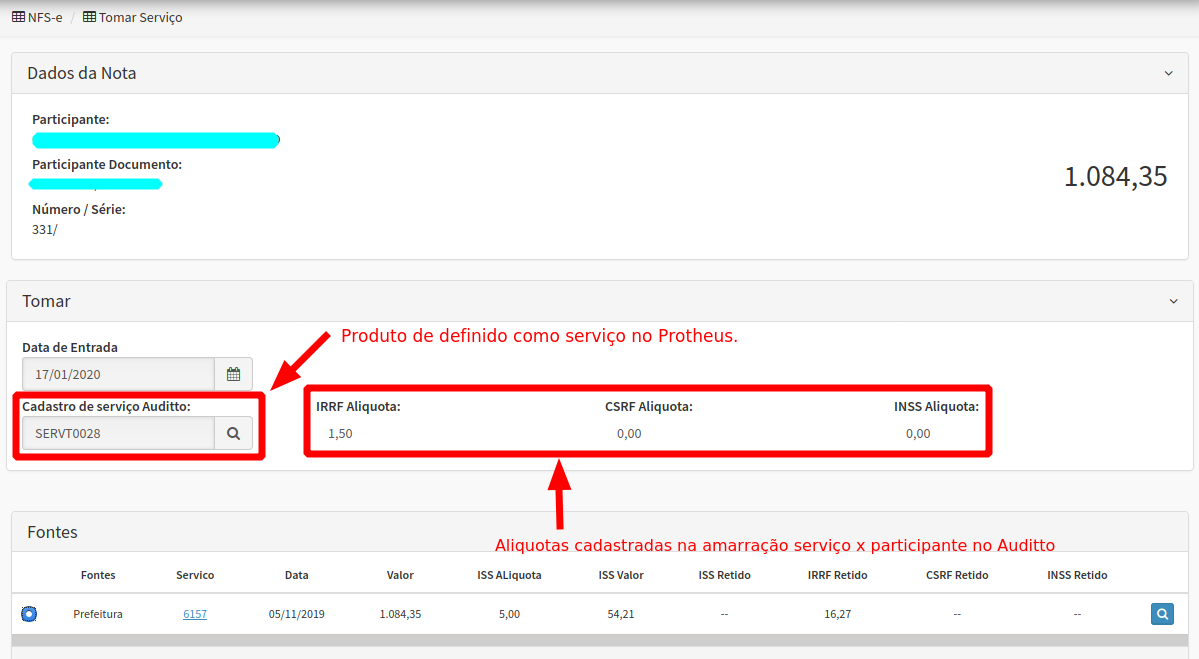 NFS-e / Tomar Serviço
Dados da Nota
Participante:
Participante Documento:
1.084,35
Número / Série:
331/
Tomar
Produto de definido como serviço no Protheus.
Data de Entrada
17/01/2020
Cadastro de serviço Auditto: IRRF Aliquota: CSRF Aliquota: INSS Aliquota:
SERVT0028 1,50 0,00 0,00
Fontes
Aliquotas cadastradas na amarração serviço x participante no Auditto
Fontes Servico Data Valor ISS ALiquota ISS Valor ISS Retido IRRF Retido CSRF Retido INSS Retido
Prefeitura 6157 05/11/2019 1.084,35 5,00 54,21 -- 16,27 -- --